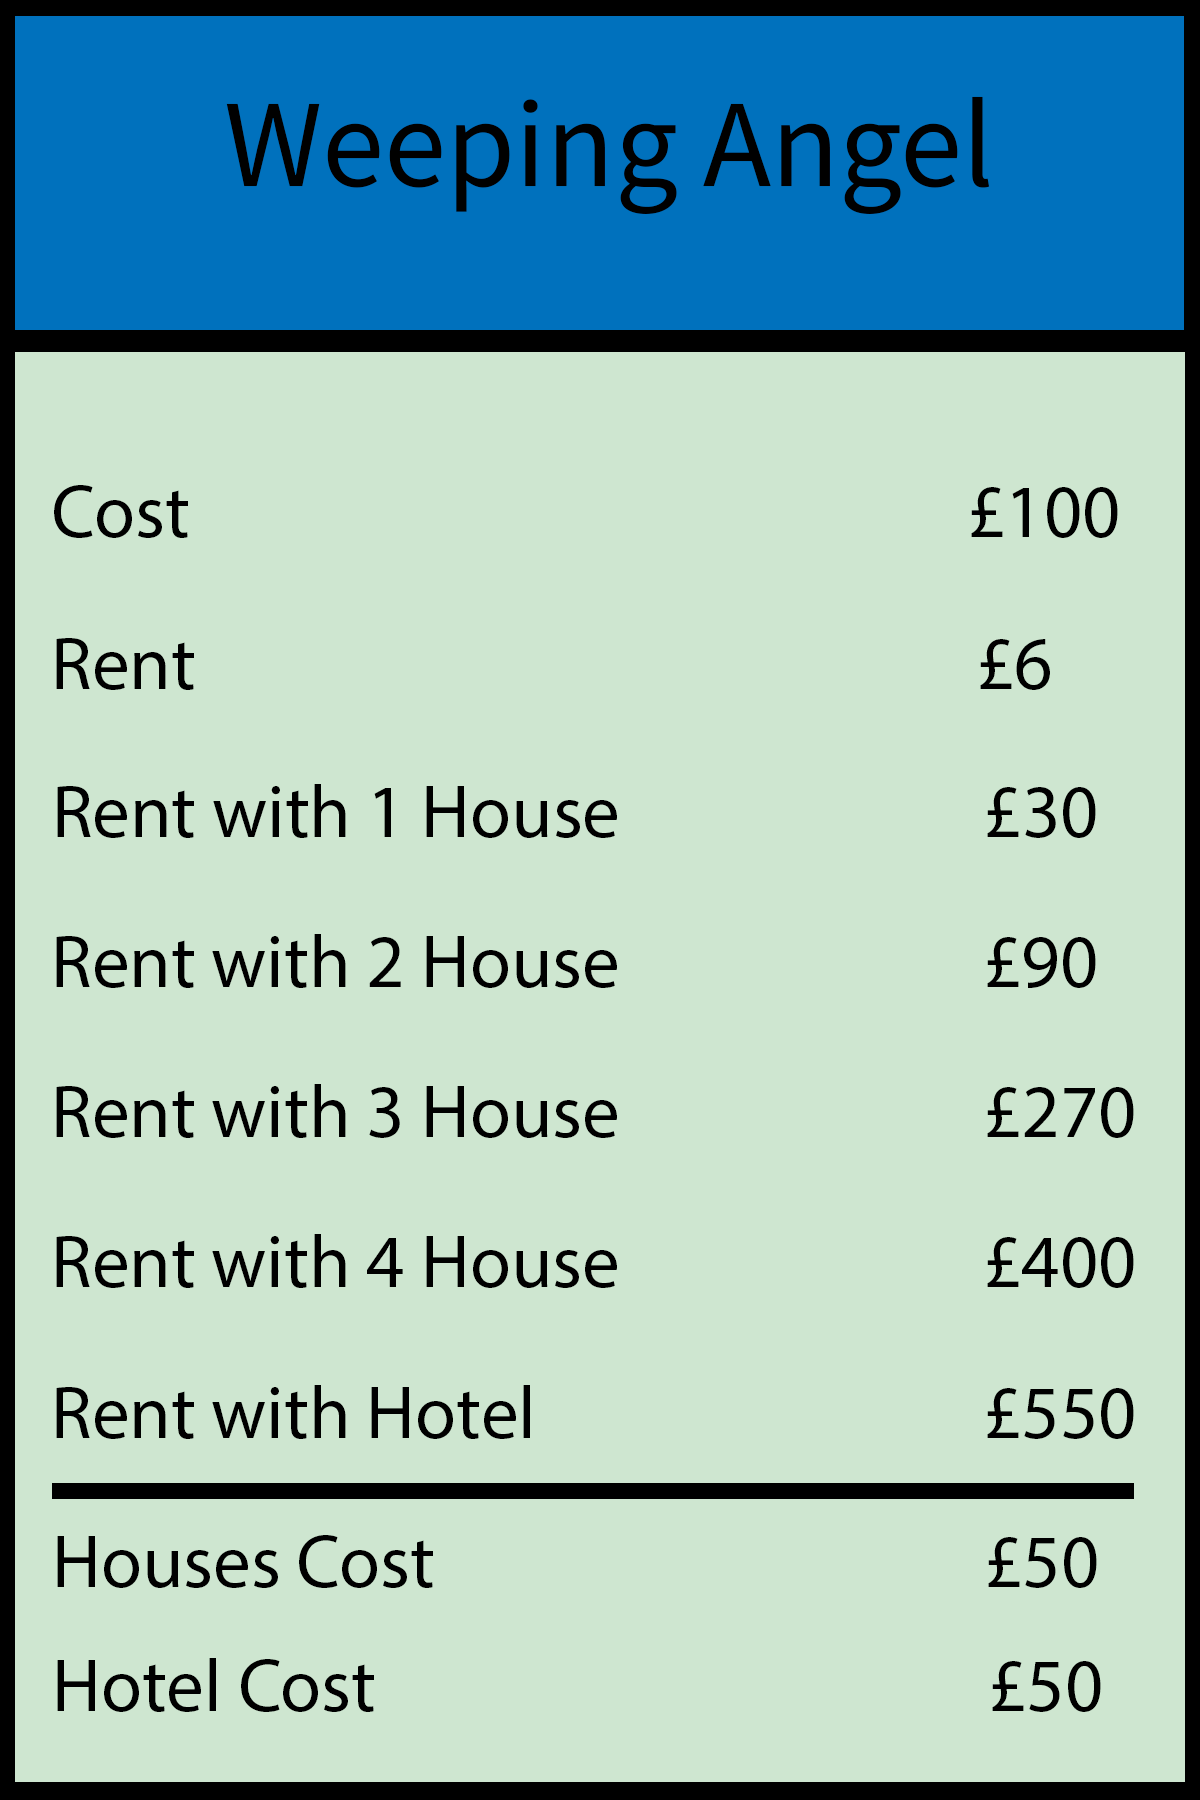 Weeping Angel
Cost £100
Rent £6
Rent with 1 House £30
Rent with 2 House £90
Rent with 3 House £270
Rent with 4 House £400
Rent with Hotel £550
Houses Cost £50
Hotel Cost £50